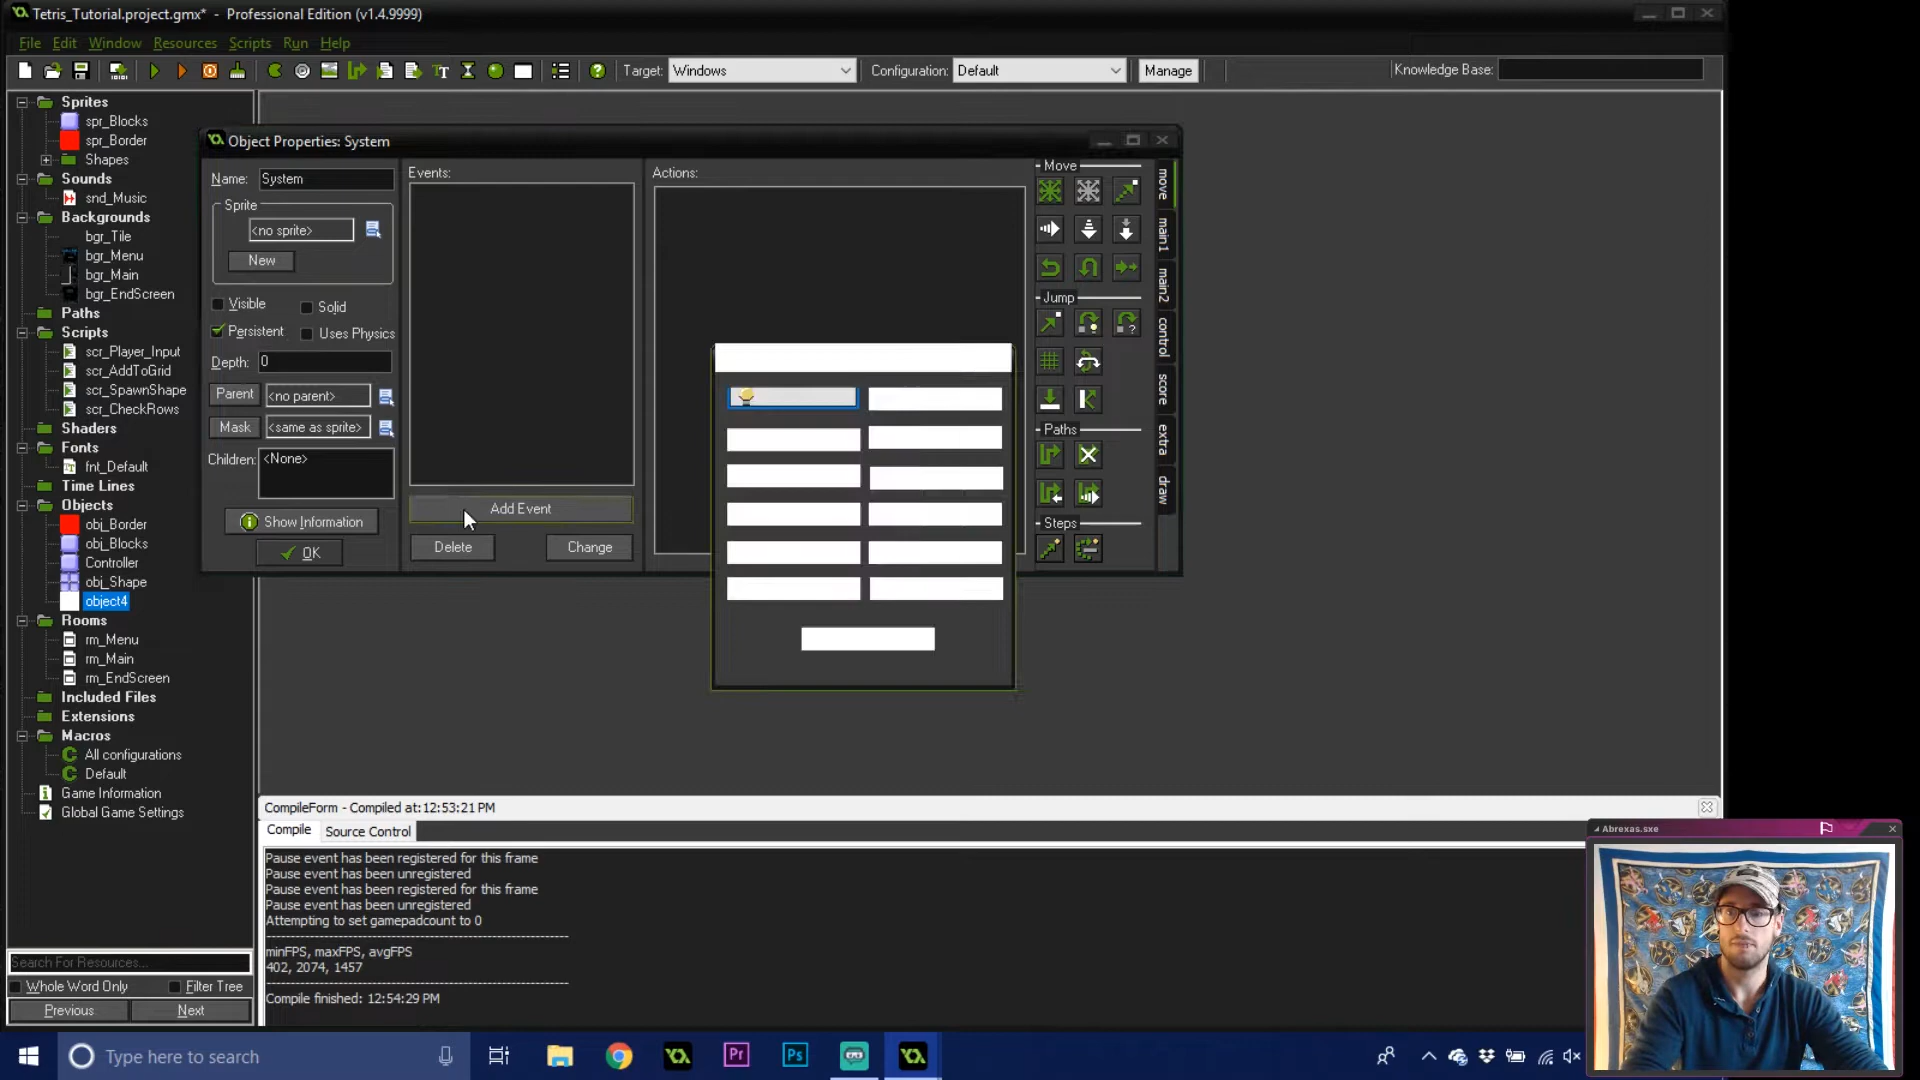 Tetris_Tutorial.project.gmx* - Professional Edition (v1.4.9999)
File Edit Window Resources Scripts Run Help
Target: Windows Configuration: Default Manage Knowledge Base:
Sprites
spr_Blocks
spr_Border
Shapes
Sounds
snd_Music
Backgrounds
bgr_Tile
bgr_Menu
bgr_Main
bgr_EndScreen
Paths
Scripts
scr_Player_Input
scr_AddToGrid
scr_SpawnShape
scr_CheckRows
Shaders
Fonts
fnt_Default
Time Lines
Objects
obj_Border
obj_Blocks
Controller
obj_Shape
object4
Rooms
rm_Menu
rm_Main
rm_EndScreen
Included Files
Extensions
Macros
All configurations
Default
Game Information
Global Game Settings
Search For Resources...
Whole Word Only Filter Tree
Previous Next
Object Properties: System
Name: System
Sprite
<no sprite>
New
Visible Solid
Persistent Uses Physics
Depth: 0
Parent <no parent>
Mask <same as sprite>
Children: <None>
Show Information
OK
Events:
Add Event
Delete Change
Actions:
Move
Jump
Paths
Steps
move
main1
main2
control
score
extra
draw
CompileForm - Compiled at:12:53:21 PM
Compile Source Control
Pause event has been registered for this frame
Pause event has been unregistered
Pause event has been registered for this frame
Pause event has been unregistered
Attempting to set gamepadcount to 0
minFPS, maxFPS, avgFPS
402, 2074, 1457
Compile finished: 12:54:29 PM
Abrexas.sxe
Type here to search
Pr
Ps